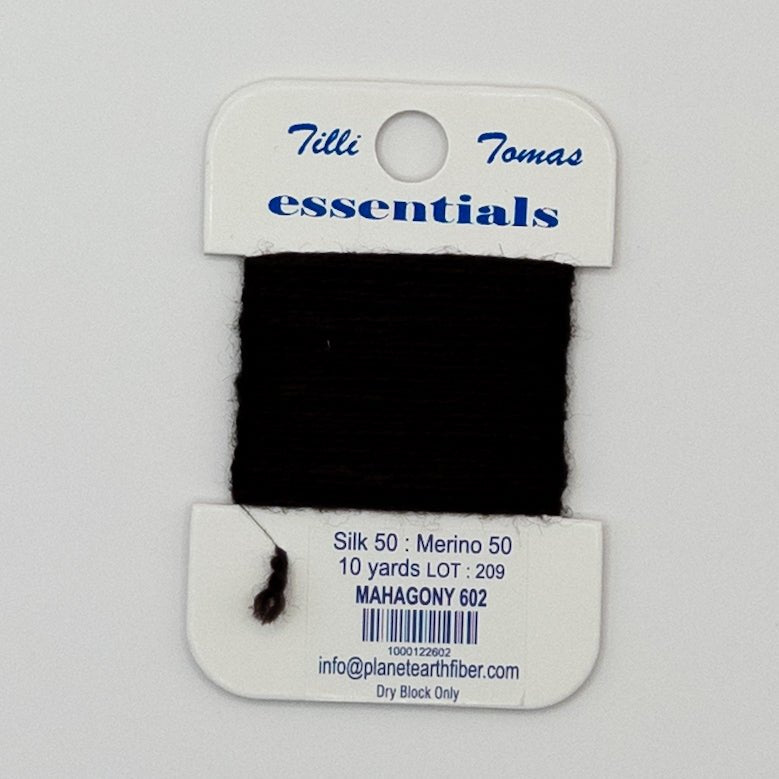 Tilli Tomas
essentials
Silk 50 : Merino 50
10 yards LOT : 209
MAHAGONY 602
1000122602
info@planetearthfiber.com
Dry Block Only